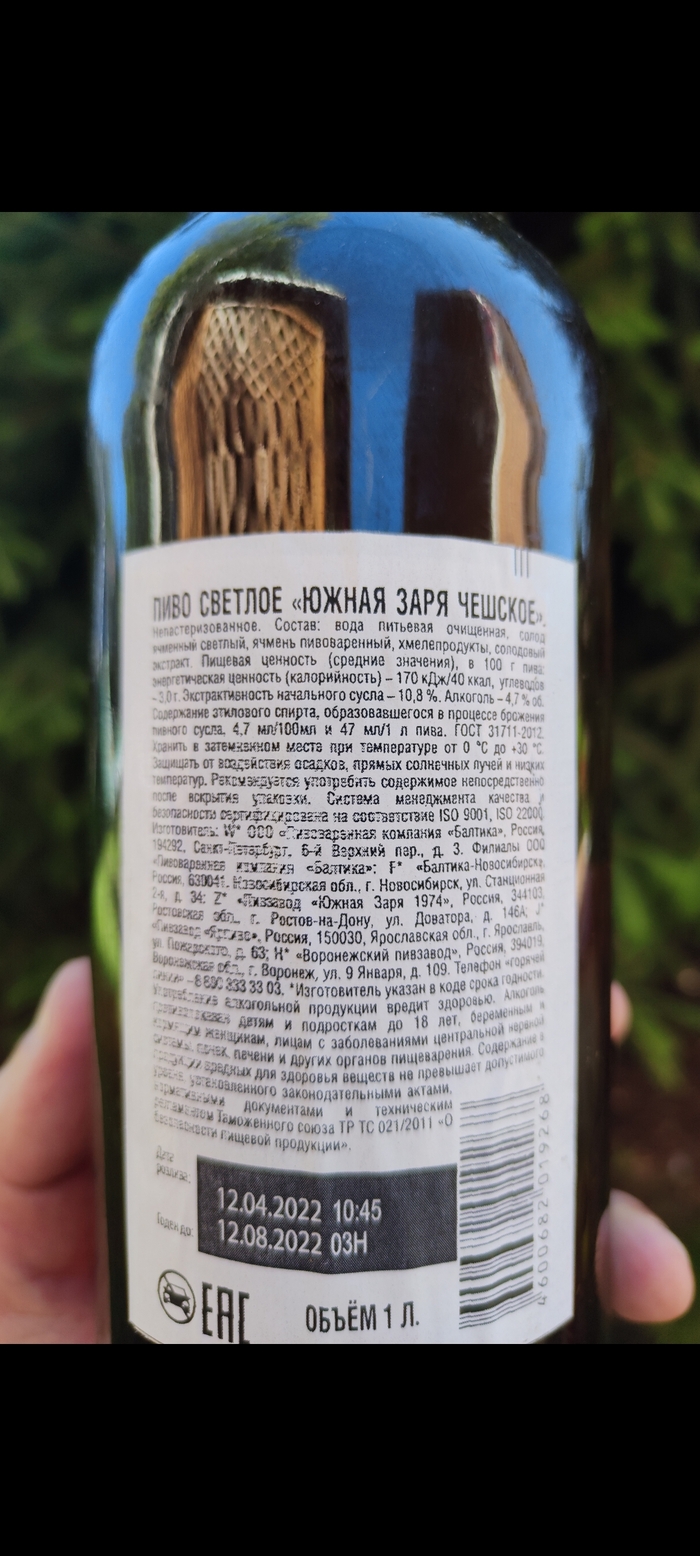 ПИВО СВЕТЛОЕ «ЮЖНАЯ ЗАРЯ ЧЕШСКОЕ».
Непастеризованное. Состав: вода питьевая очищенная, солод
ячменный светлый, ячмень пивоваренный, хмелепродукты, солодовый
экстракт. Пищевая ценность (средние значения), в 100 г пива:
энергетическая ценность (калорийность) – 170 кДж/40 ккал, углеводов
– 3,0 г. Экстрактивность начального сусла – 10,8 %. Алкоголь – 4,7 % об.
Содержание этилового спирта, образовавшегося в процессе брожения
пивного сусла, 4,7 мл/100мл и 47 мл/1 л пива. ГОСТ 31711-2012.
Хранить в затемненном месте при температуре от 0 °С до +30 °С.
Защищать от воздействия осадков, прямых солнечных лучей и низких
температур. Рекомендуется употребить содержимое непосредственно
после вскрытия упаковки. Система менеджмента качества и
безопасности сертифицирована на соответствие ISO 9001, ISO 22000.
Изготовитель: W* ООО «Пивоваренная компания «Балтика», Россия,
194292, Санкт-Петербург, 6-й Верхний пер., д. 3. Филиалы ООО
«Пивоваренная компания «Балтика»: F* «Балтика-Новосибирск»,
Россия, 630041, Новосибирская обл., г. Новосибирск, ул. Станционная
2-я, д. 34; Z* «Пивзавод «Южная Заря 1974», Россия, 344103,
Ростовская обл., г. Ростов-на-Дону, ул. Доватора, д. 146А; J*
«Пивзавод «Ярпиво», Россия, 150030, Ярославская обл., г. Ярославль,
ул. Пожарского, д. 63; H* «Воронежский пивзавод», Россия, 394019,
Воронежская обл., г. Воронеж, ул. 9 Января, д. 109. Телефон «горячей
линии» – 8 800 333 33 03. *Изготовитель указан в коде срока годности.
Употребление алкогольной продукции вредит здоровью. Алкоголь
противопоказан детям и подросткам до 18 лет, беременным и
кормящим женщинам, лицам с заболеваниями центральной нервной
системы, почек, печени и других органов пищеварения. Содержание в
продукции вредных для здоровья веществ не превышает допустимого
уровня, установленного законодательными актами,
нормативными документами и техническим
регламентом Таможенного союза ТР ТС 021/2011 «О
безопасности пищевой продукции».
Дата розлива:
12.04.2022 10:45
Годен до:
12.08.2022 03H
EAC
ОБЪЁМ 1 Л.
4600682 019268